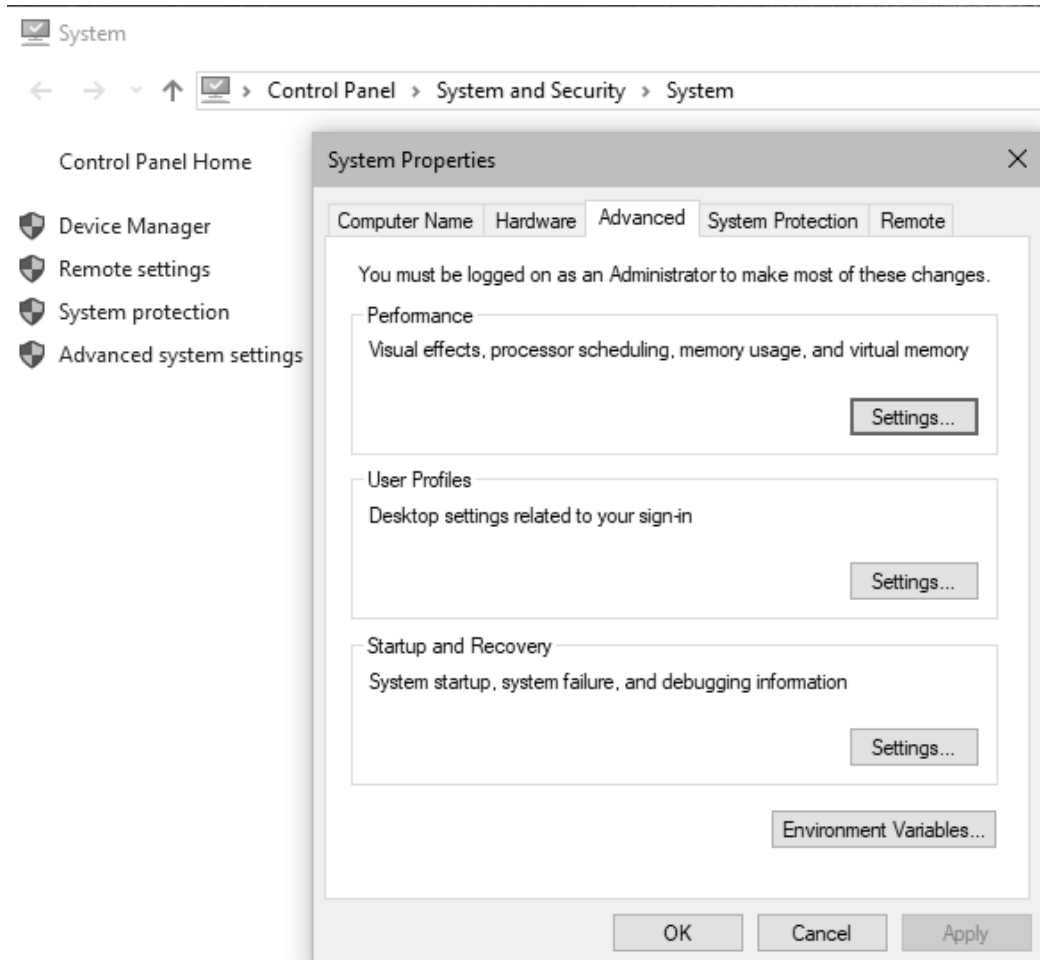 System
Control Panel > System and Security > System
Control Panel Home
Device Manager
Remote settings
System protection
Advanced system settings
System Properties
Computer Name Hardware Advanced System Protection Remote
You must be logged on as an Administrator to make most of these changes.
Performance
Visual effects, processor scheduling, memory usage, and virtual memory
Settings...
User Profiles
Desktop settings related to your sign-in
Settings...
Startup and Recovery
System startup, system failure, and debugging information
Settings...
Environment Variables...
OK Cancel Apply